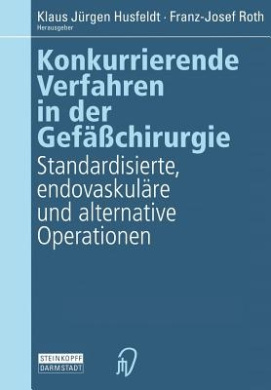 Klaus Jürgen Husfeldt · Franz-Josef Roth
Herausgeber
Konkurrierende
Verfahren
in der
Gefäßchirurgie
Standardisierte,
endovaskuläre
und alternative
Operationen
STEINKOPFF
DARMSTADT